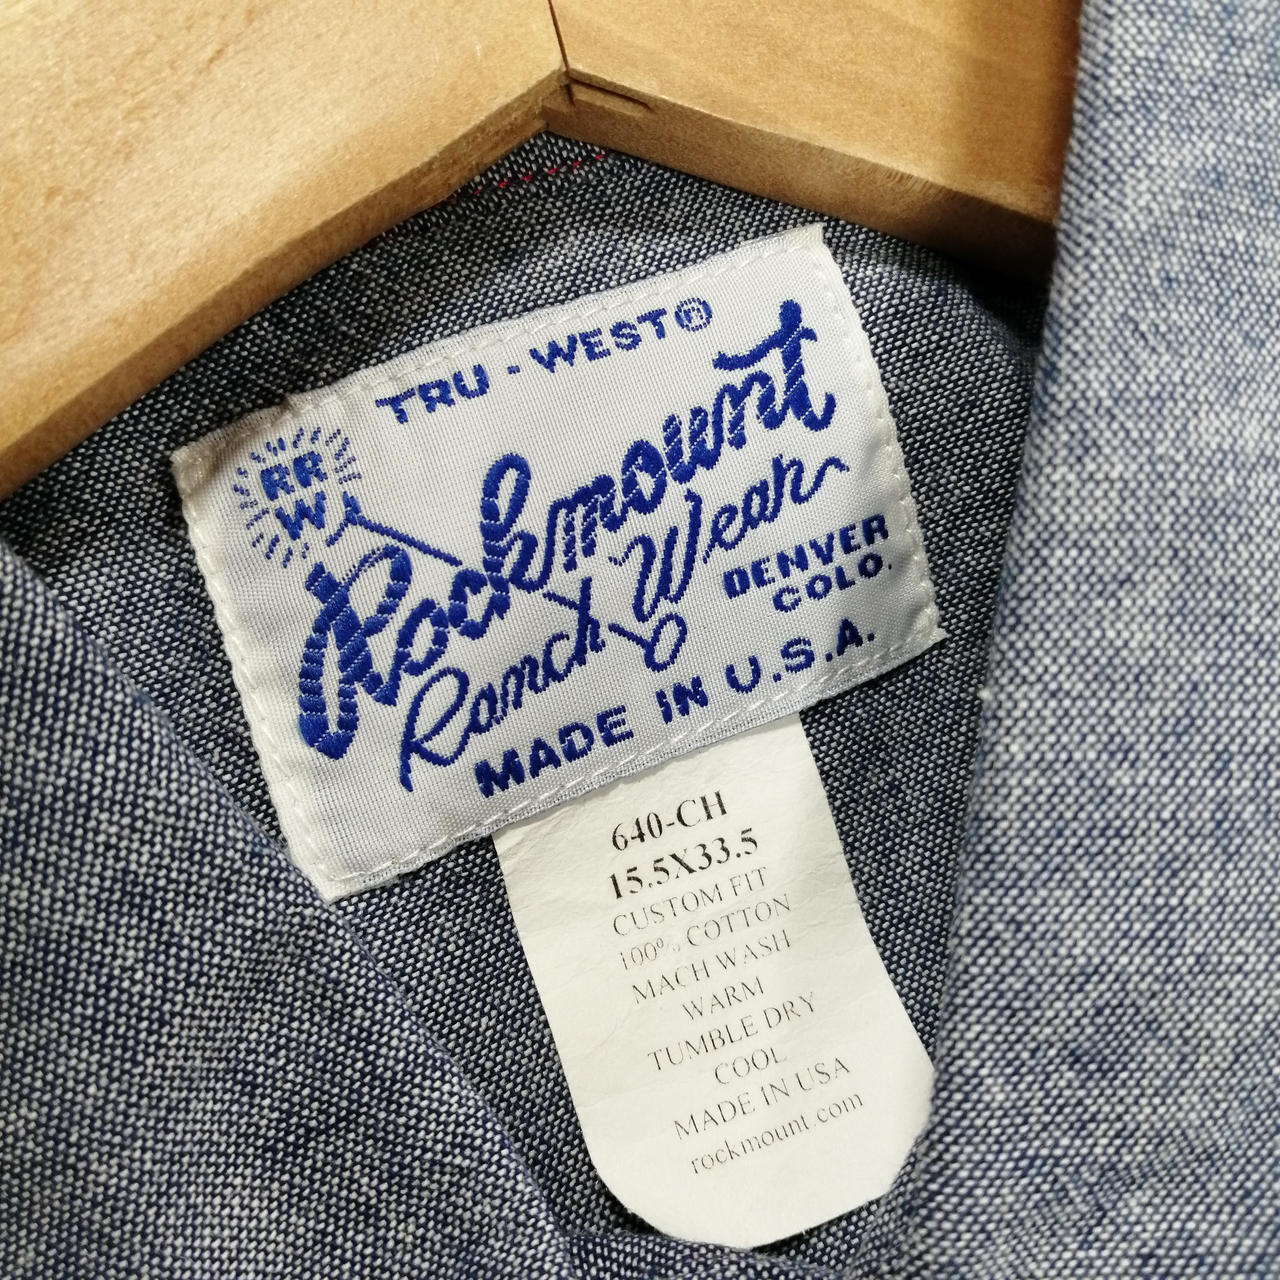 TRU-WEST®
RR
W
Rockmount
Ranch Wear
DENVER
COLO.
MADE IN U.S.A.
640-CH
15.5X33.5
CUSTOM FIT
100% COTTON
MACH WASH
WARM
TUMBLE DRY
COOL
MADE IN USA
rockmount.com